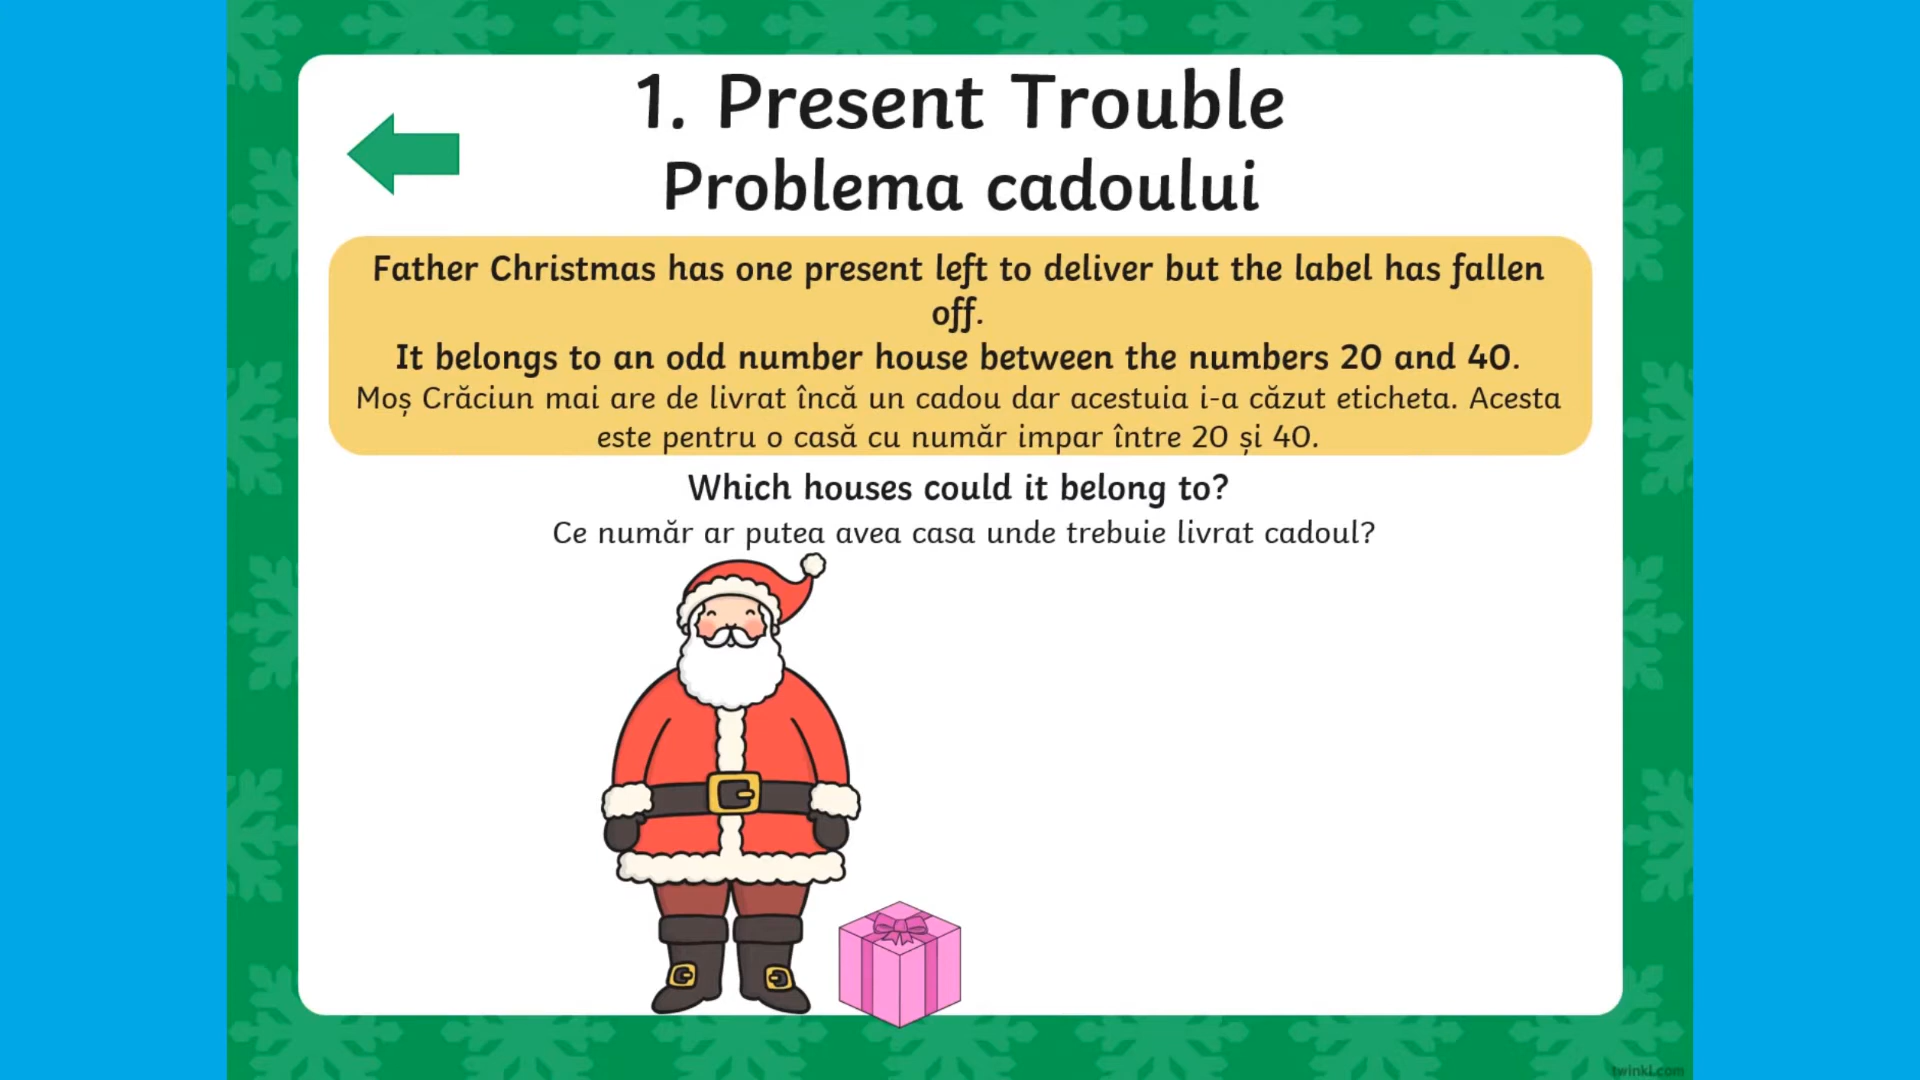 1. Present Trouble
Problema cadoului
Father Christmas has one present left to deliver but the label has fallen
off.
It belongs to an odd number house between the numbers 20 and 40.
Moș Crăciun mai are de livrat încă un cadou dar acestuia i-a căzut eticheta. Acesta
este pentru o casă cu număr impar între 20 și 40.
Which houses could it belong to?
Ce număr ar putea avea casa unde trebuie livrat cadoul?
twinkl.com